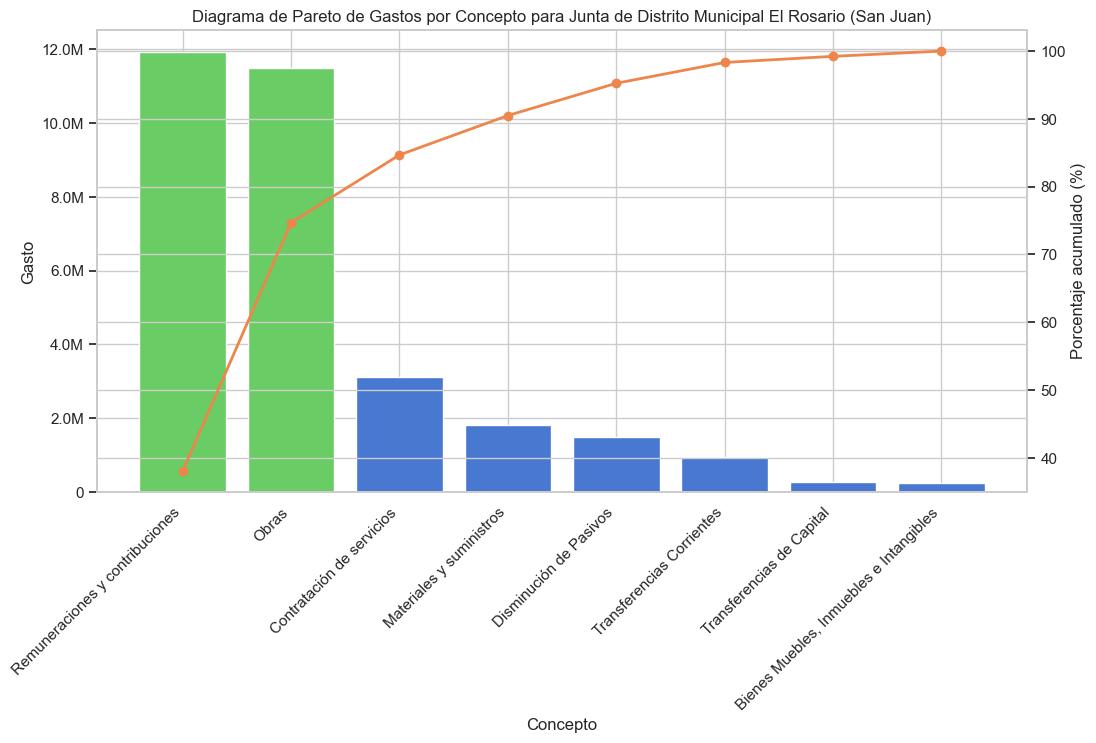 Diagrama de Pareto de Gastos por Concepto para Junta de Distrito Municipal El Rosario (San Juan)
12.0M
10.0M
8.0M
6.0M
4.0M
2.0M
0
Gasto
100
90
80
70
60
50
40
Porcentaje acumulado (%)
Remuneraciones y contribuciones
Obras
Contratación de servicios
Materiales y suministros
Disminución de Pasivos
Transferencias Corrientes
Transferencias de Capital
Bienes Muebles, Inmuebles e Intangibles
Concepto